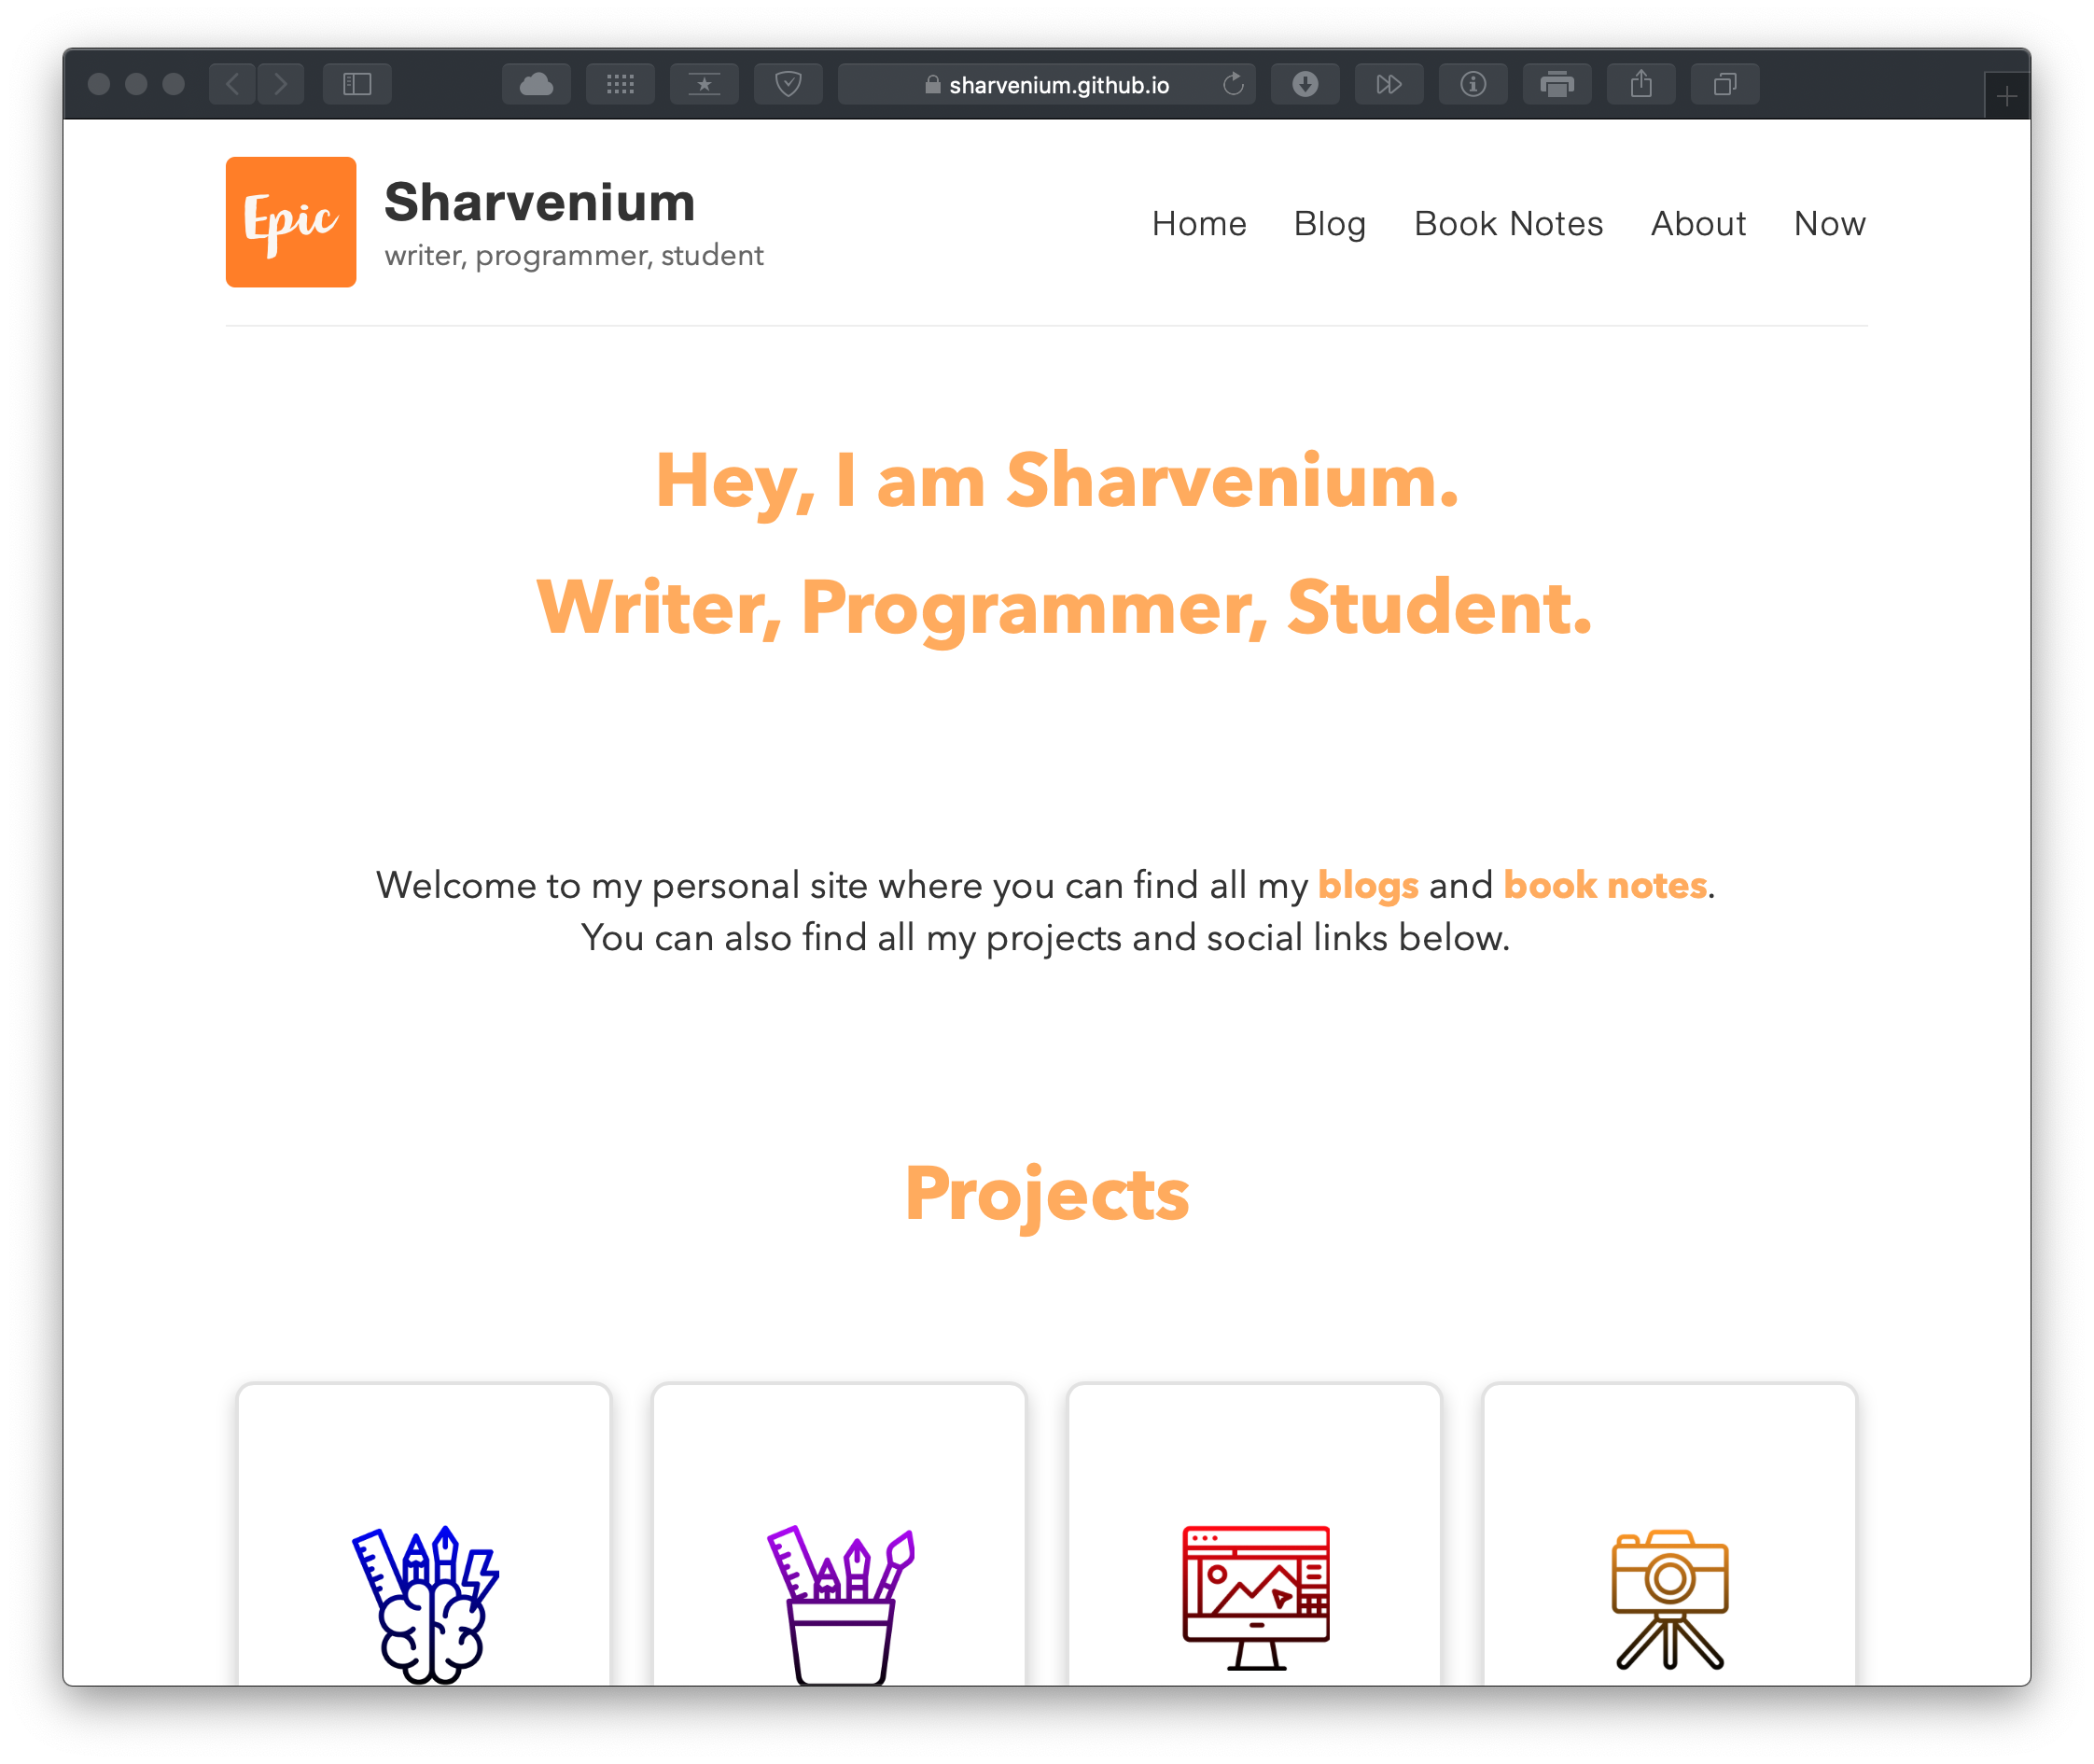 sharvenium.github.io
Epic
Sharvenium
writer, programmer, student
Home Blog Book Notes About Now
Hey, I am Sharvenium.
Writer, Programmer, Student.
Welcome to my personal site where you can find all my blogs and book notes.
You can also find all my projects and social links below.
Projects